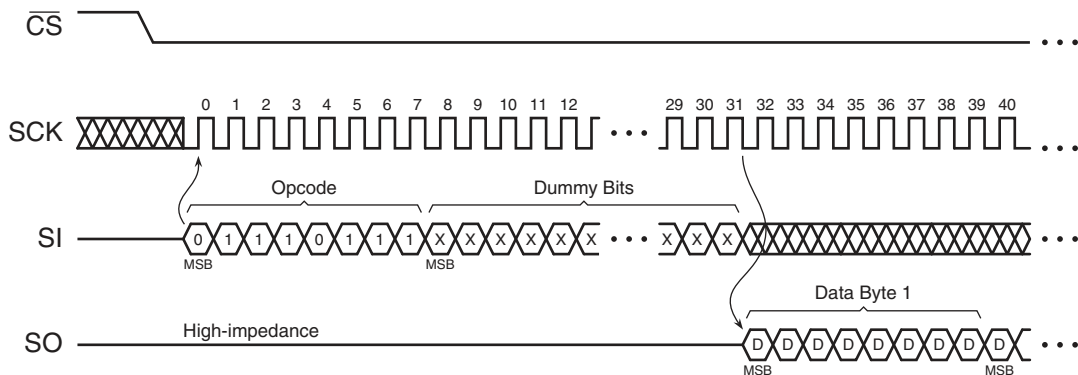 CS
0 1 2 3 4 5 6 7 8 9 10 11 12 29 30 31 32 33 34 35 36 37 38 39 40
SCK
Opcode Dummy Bits
SI 0 1 1 1 0 1 1 1 X X X X X X X X X
MSB MSB
Data Byte 1
High-impedance
SO D D D D D D D D D
MSB MSB